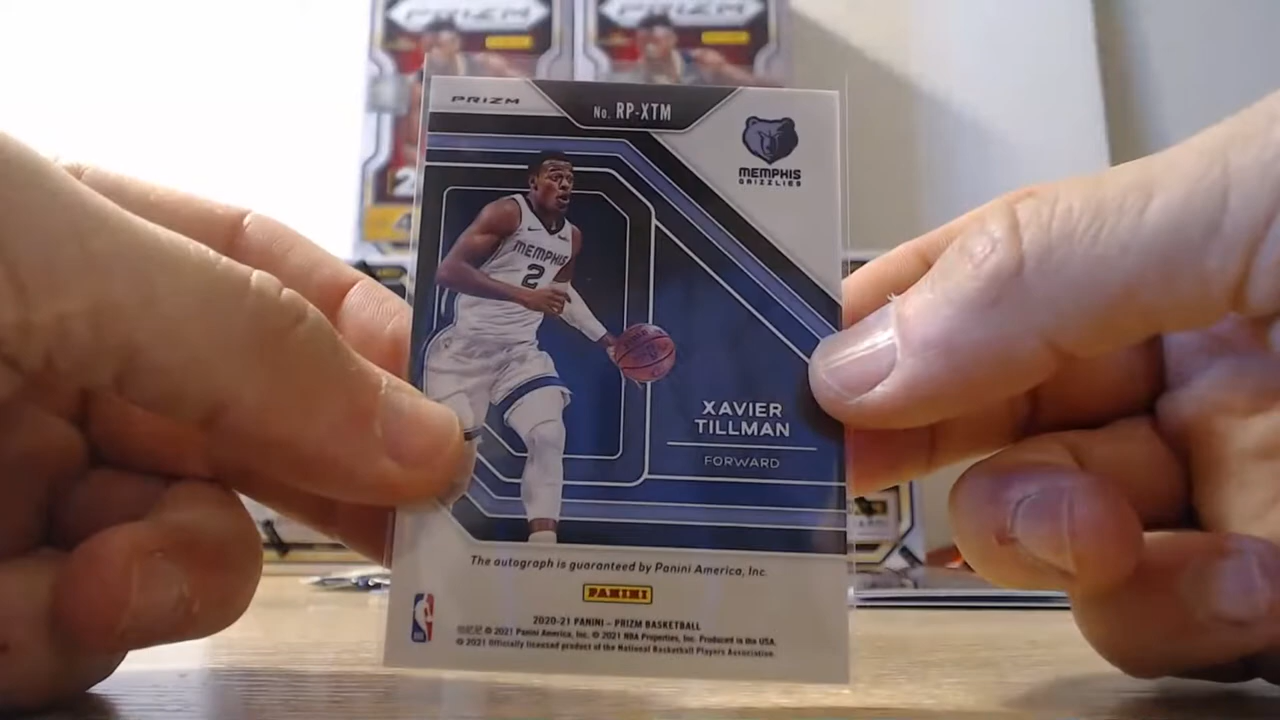 PRIZM
PRIZM
PRIZM
No. RP-XTM
MEMPHIS
GRIZZLIES
MEMPHIS
2
XAVIER
TILLMAN
FORWARD
The autograph is guaranteed by Panini America, Inc.
PANINI
2020-21 PANINI – PRIZM BASKETBALL
© 2021 Panini America, Inc. © 2021 NBA Properties, Inc. Produced in the USA.
© 2021 Officially licensed product of the National Basketball Players Association